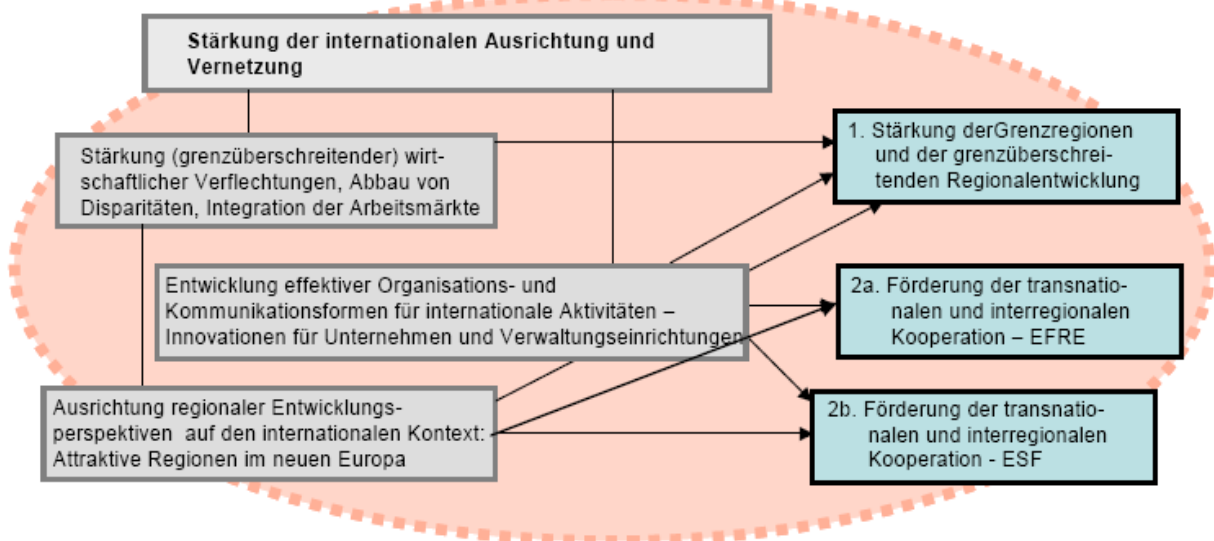 Stärkung der internationalen Ausrichtung und
Vernetzung
Stärkung (grenzüberschreitender) wirt-
schaftlicher Verflechtungen, Abbau von
Disparitäten, Integration der Arbeitsmärkte
1. Stärkung derGrenzregionen
und der grenzüberschrei-
tenden Regionalentwicklung
Entwicklung effektiver Organisations- und
Kommunikationsformen für internationale Aktivitäten –
Innovationen für Unternehmen und Verwaltungseinrichtungen
2a. Förderung der transnatio-
nalen und interregionalen
Kooperation – EFRE
Ausrichtung regionaler Entwicklungs-
perspektiven auf den internationalen Kontext:
Attraktive Regionen im neuen Europa
2b. Förderung der transnatio-
nalen und interregionalen
Kooperation - ESF